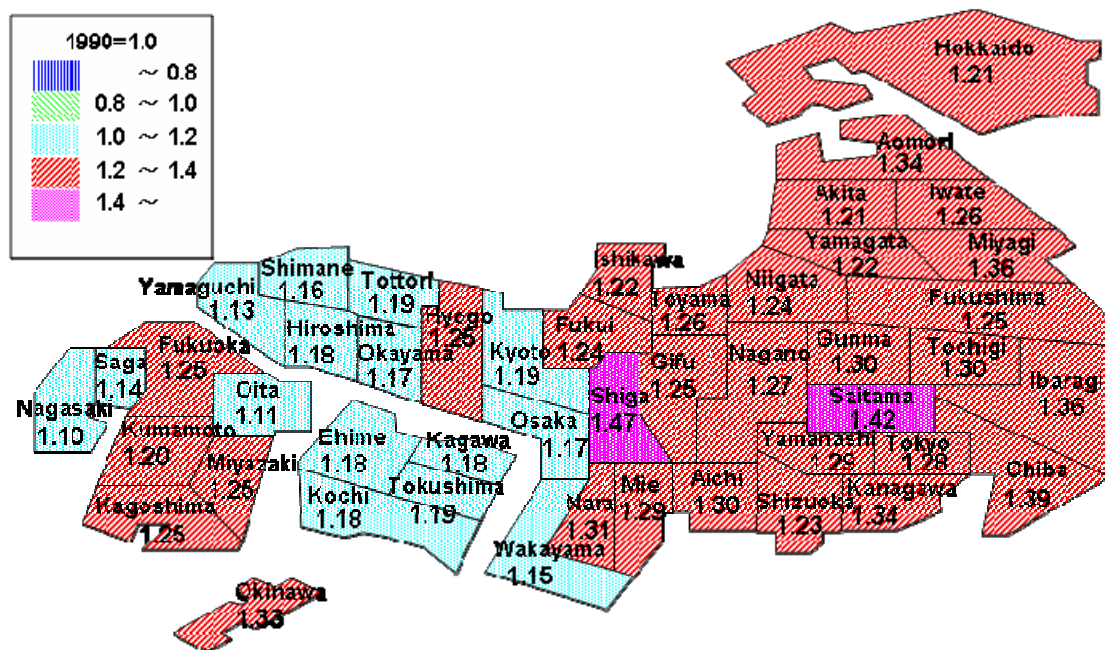 1990=1.0
~ 0.8
0.8 ~ 1.0
1.0 ~ 1.2
1.2 ~ 1.4
1.4 ~
Hokkaido
1.21
Aomori
1.34
Akita
1.21
Iwate
1.26
Yamagata
1.22
Miyagi
1.36
Ishikawa
1.22
Toyama
1.26
Niigata
1.24
Fukushima
1.25
Shimane
1.16
Tottori
1.19
Yamaguchi
1.13
Hiroshima
1.18
Okayama
1.17
Hyogo
1.25
Kyoto
1.19
Fukui
1.24
Gifu
1.25
Nagano
1.27
Gunma
1.30
Tochigi
1.30
Ibaragi
1.36
Fukuoka
1.25
Saga
1.14
Nagasaki
1.10
Oita
1.11
Shiga
1.47
Saitama
1.42
Osaka
1.17
Ehime
1.18
Kagawa
1.18
Yamanashi
1.29
Tokyo
1.28
Chiba
1.39
Kumamoto
1.20
Miyazaki
1.25
Kagoshima
1.25
Kochi
1.18
Tokushima
1.19
Nara
1.31
Mie
1.29
Aichi
1.30
Shizuoka
1.23
Kanagawa
1.34
Wakayama
1.15
Okinawa
1.33